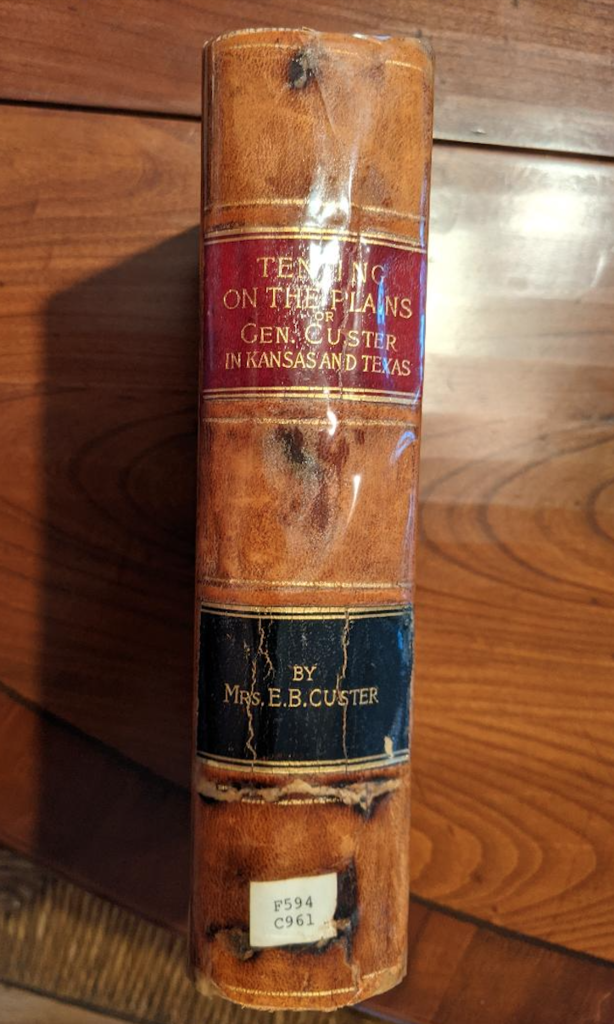 TENTING
ON THE PLAINS
OR
GEN. CUSTER
IN KANSAS AND TEXAS
BY
MRS. E. B. CUSTER
F594
C961